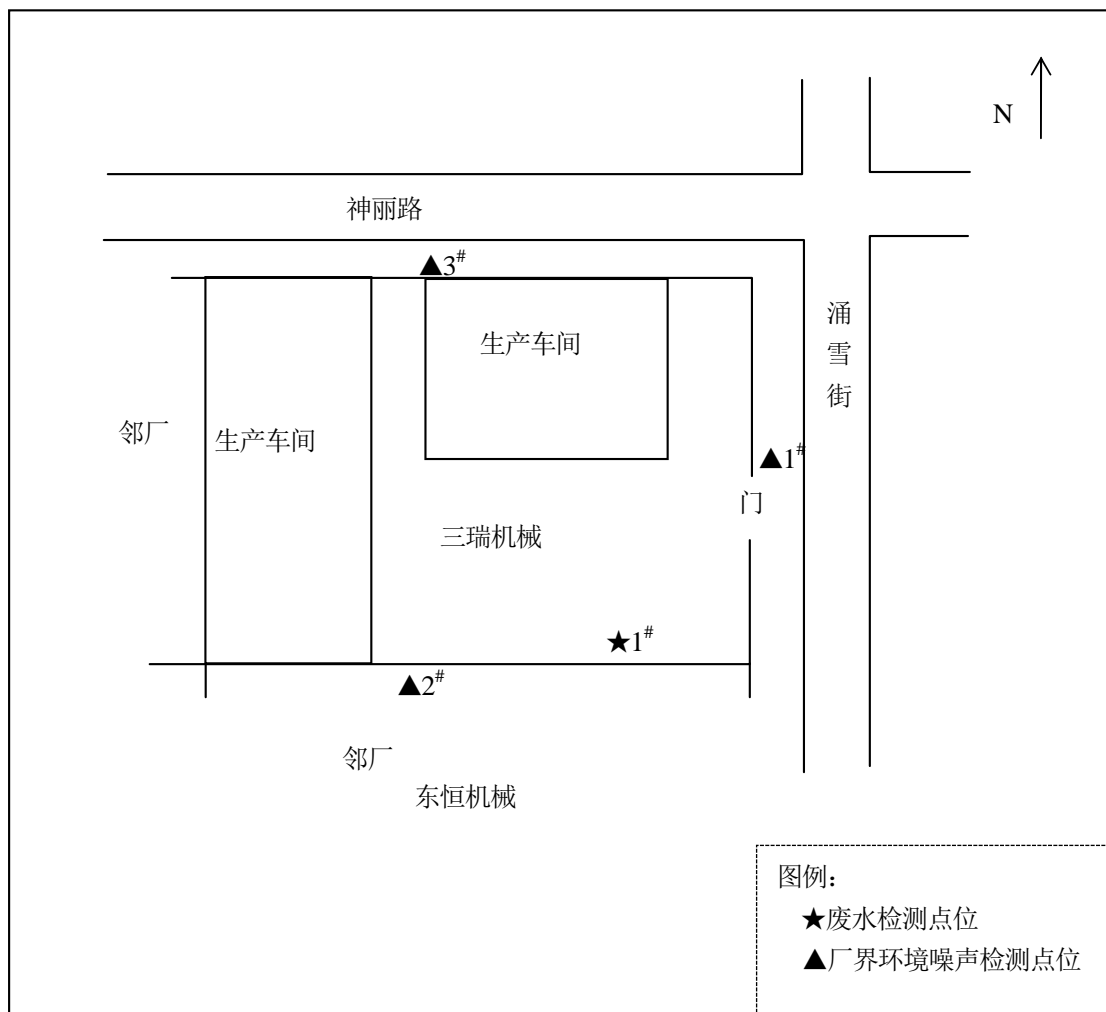 N
神丽路
▲3#
涌雪街
生产车间
邻厂
生产车间
▲1#
门
三瑞机械
★1#
▲2#
邻厂
东恒机械
图例：
★废水检测点位
▲厂界环境噪声检测点位